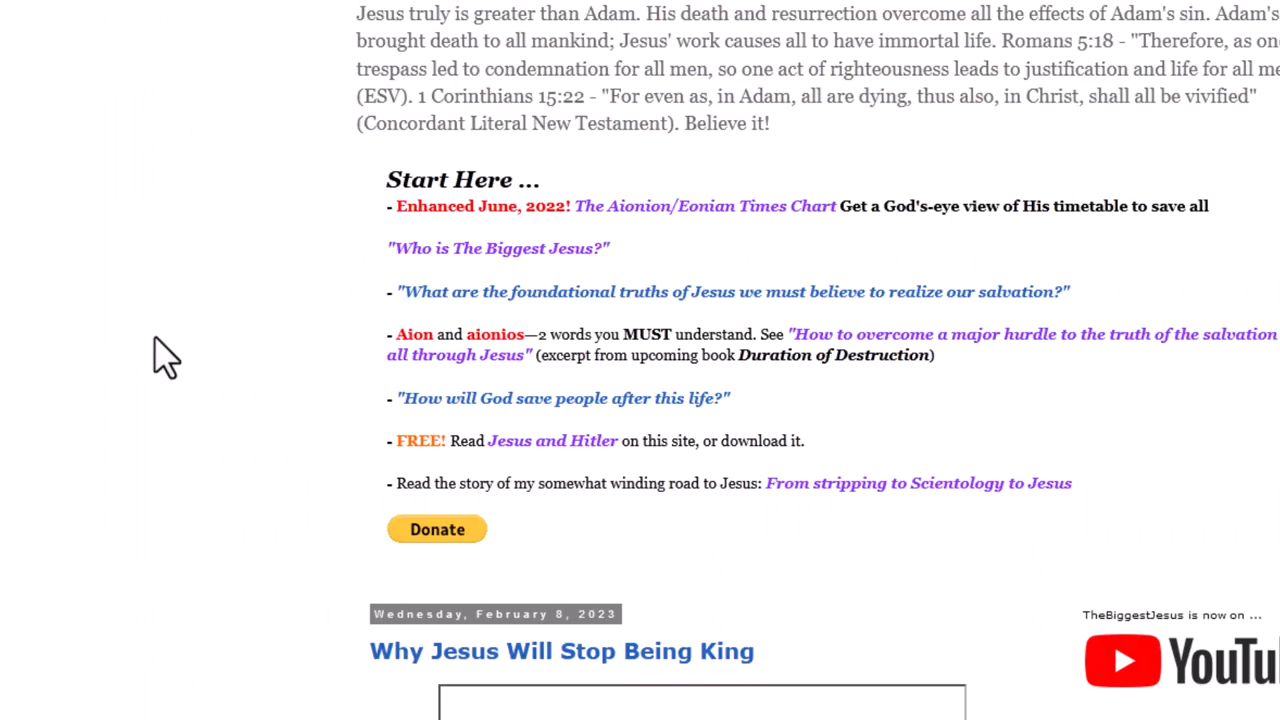 Jesus truly is greater than Adam. His death and resurrection overcome all the effects of Adam's sin. Adam's
brought death to all mankind; Jesus' work causes all to have immortal life. Romans 5:18 - "Therefore, as
trespass led to condemnation for all men, so one act of righteousness leads to justification and life for all
(ESV). 1 Corinthians 15:22 - "For even as, in Adam, all are dying, thus also, in Christ, shall all be vivified"
(Concordant Literal New Testament). Believe it!
Start Here ...
- Enhanced June, 2022! The Aionion/Eonian Times Chart Get a God's-eye view of His timetable to save all
"Who is The Biggest Jesus?"
- "What are the foundational truths of Jesus we must believe to realize our salvation?"
- Aion and aionios—2 words you MUST understand. See "How to overcome a major hurdle to the truth of the salvation
all through Jesus" (excerpt from upcoming book Duration of Destruction)
- "How will God save people after this life?"
- FREE! Read Jesus and Hitler on this site, or download it.
- Read the story of my somewhat winding road to Jesus: From stripping to Scientology to Jesus
Donate
Wednesday, February 8, 2023
TheBiggestJesus is now on ...
Why Jesus Will Stop Being King